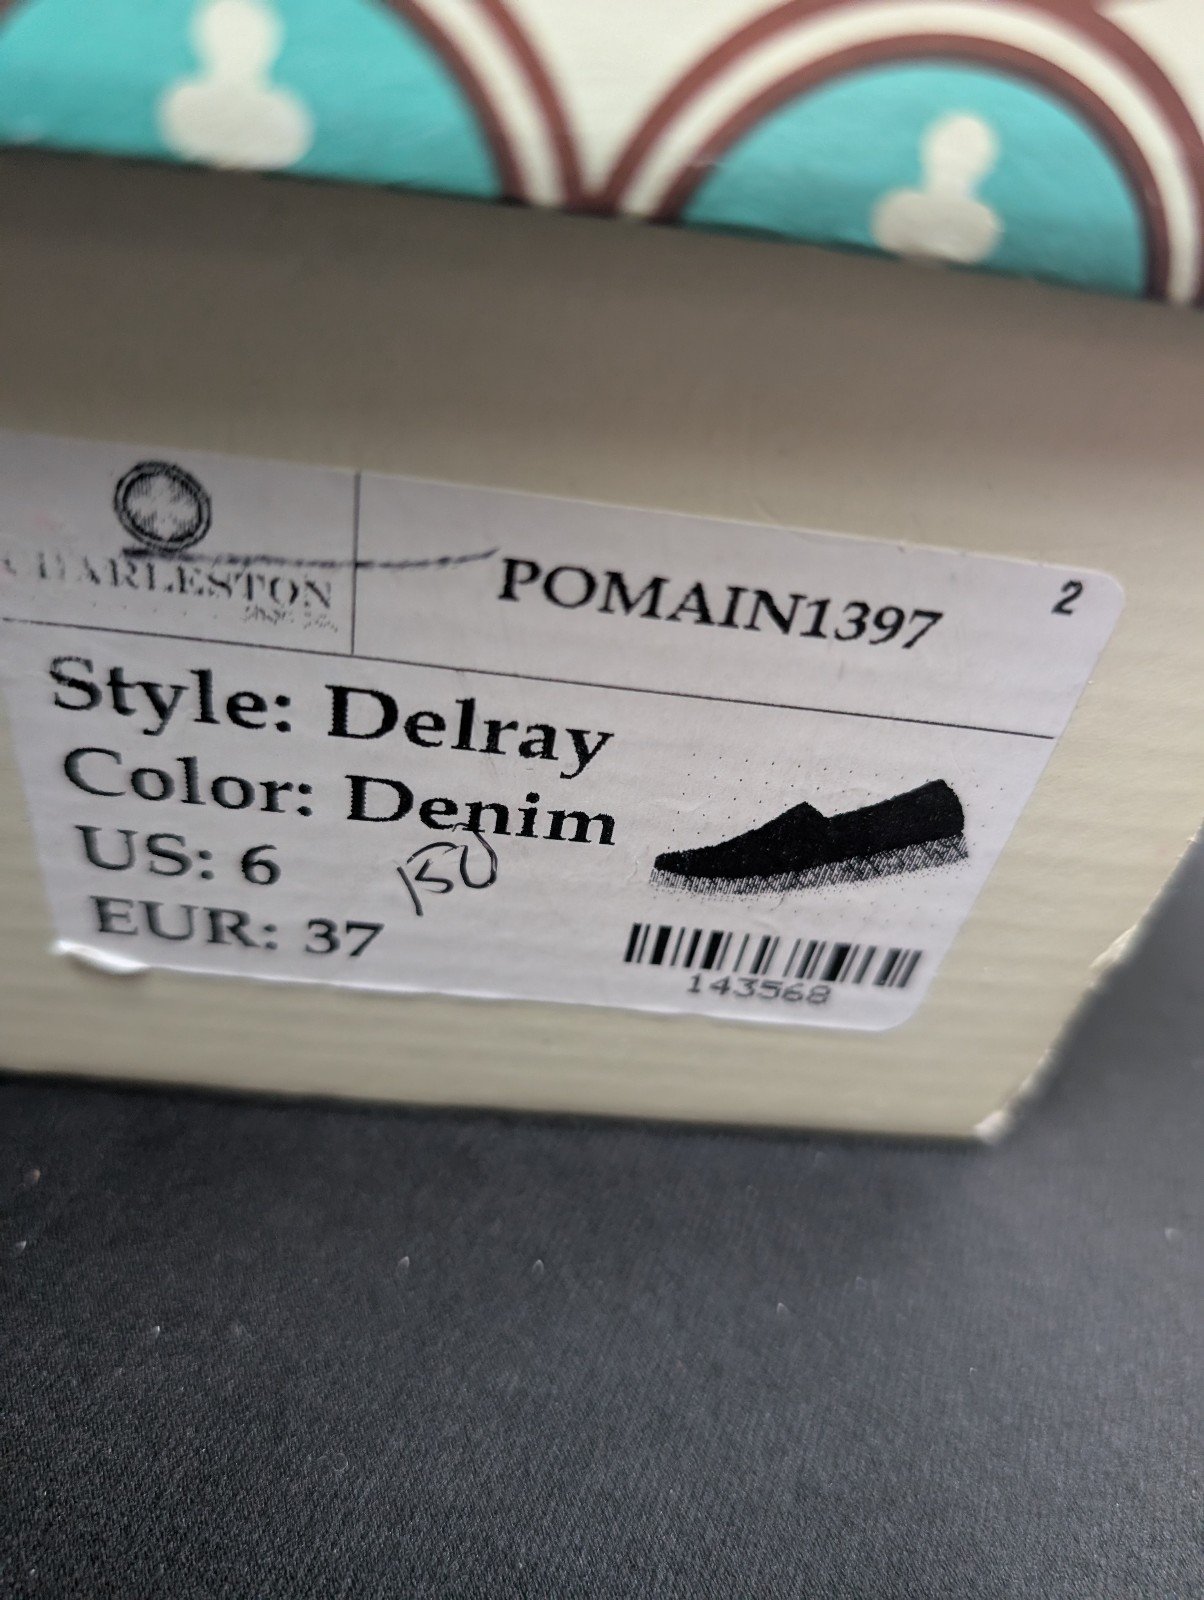 CHARLESTON
POMAIN1397
2
Style: Delray
Color: Denim
US: 6
150
EUR: 37
143568